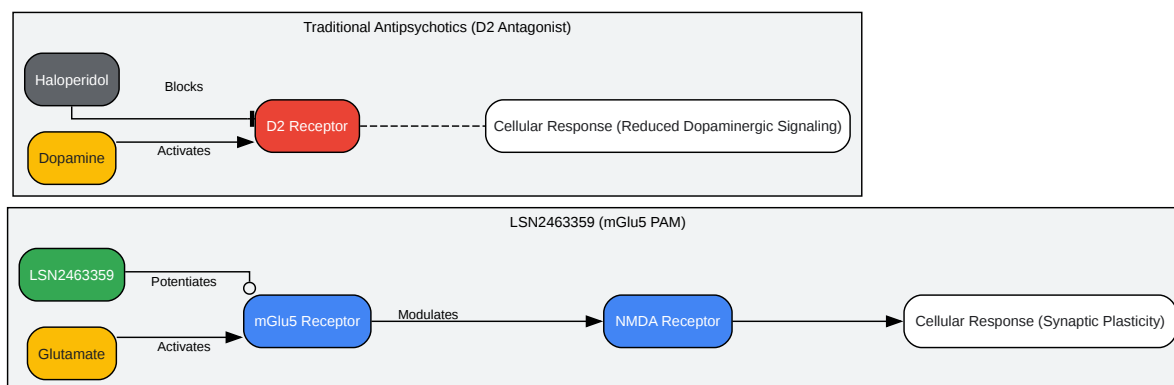 Traditional Antipsychotics (D2 Antagonist)
Haloperidol
Blocks
D2 Receptor
Cellular Response (Reduced Dopaminergic Signaling)
Dopamine
Activates
LSN2463359 (mGlu5 PAM)
LSN2463359
Potentiates
mGlu5 Receptor
Modulates
NMDA Receptor
Cellular Response (Synaptic Plasticity)
Glutamate
Activates